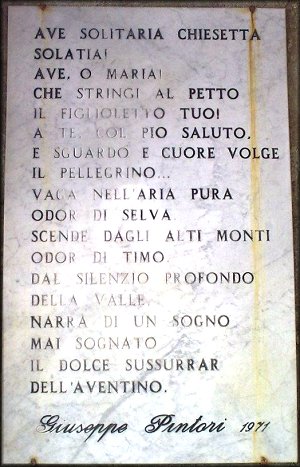 AVE SOLITARIA CHIESETTA
SOLATIA!
AVE, O MARIA!
CHE STRINGI AL PETTO
IL FIGLIOLETTO TUO!
A TE, COL PIO SALUTO,
E SGUARDO E CUORE VOLGE
IL PELLEGRINO...
VAGA NELL'ARIA PURA
ODOR DI SELVA.
SCENDE DAGLI ALTI MONTI
ODOR DI TIMO.
DAL SILENZIO PROFONDO
DELLA VALLE,
NARRA DI UN SOGNO
MAI SOGNATO
IL DOLCE SUSSURRAR
DELL'AVENTINO.
Giuseppe Pintori 1971